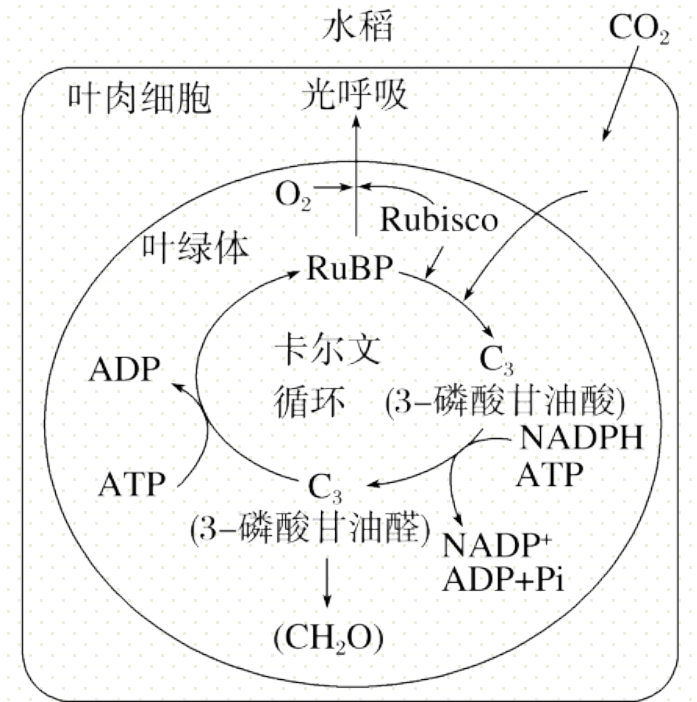 水稻
CO₂
叶肉细胞
光呼吸
O₂
Rubisco
叶绿体
RuBP
卡尔文
循环
ADP
C₃
(3-磷酸甘油酸)
NADPH
ATP
ATP
C₃
(3-磷酸甘油醛)
NADP⁺
ADP+Pi
(CH₂O)